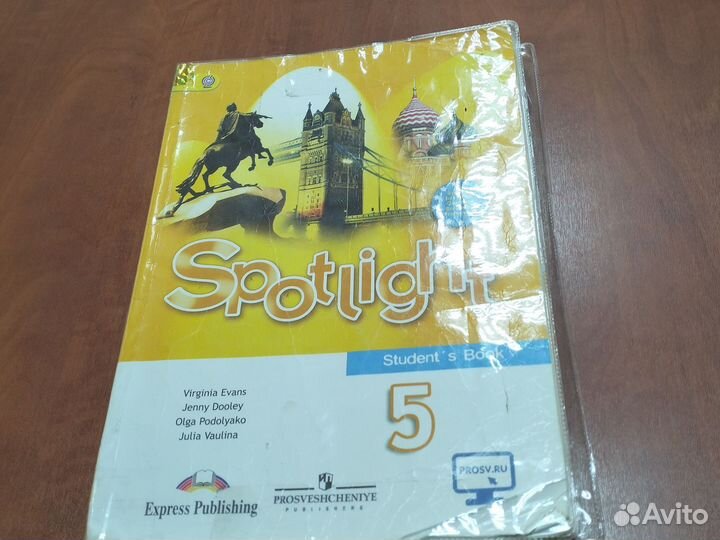 Spotlight
Student's Book
Virginia Evans
Jenny Dooley
Olga Podolyako
Julia Vaulina
5
PROSV.RU
Express Publishing
PROSVESHCHENIYE
PUBLISHERS
Avito